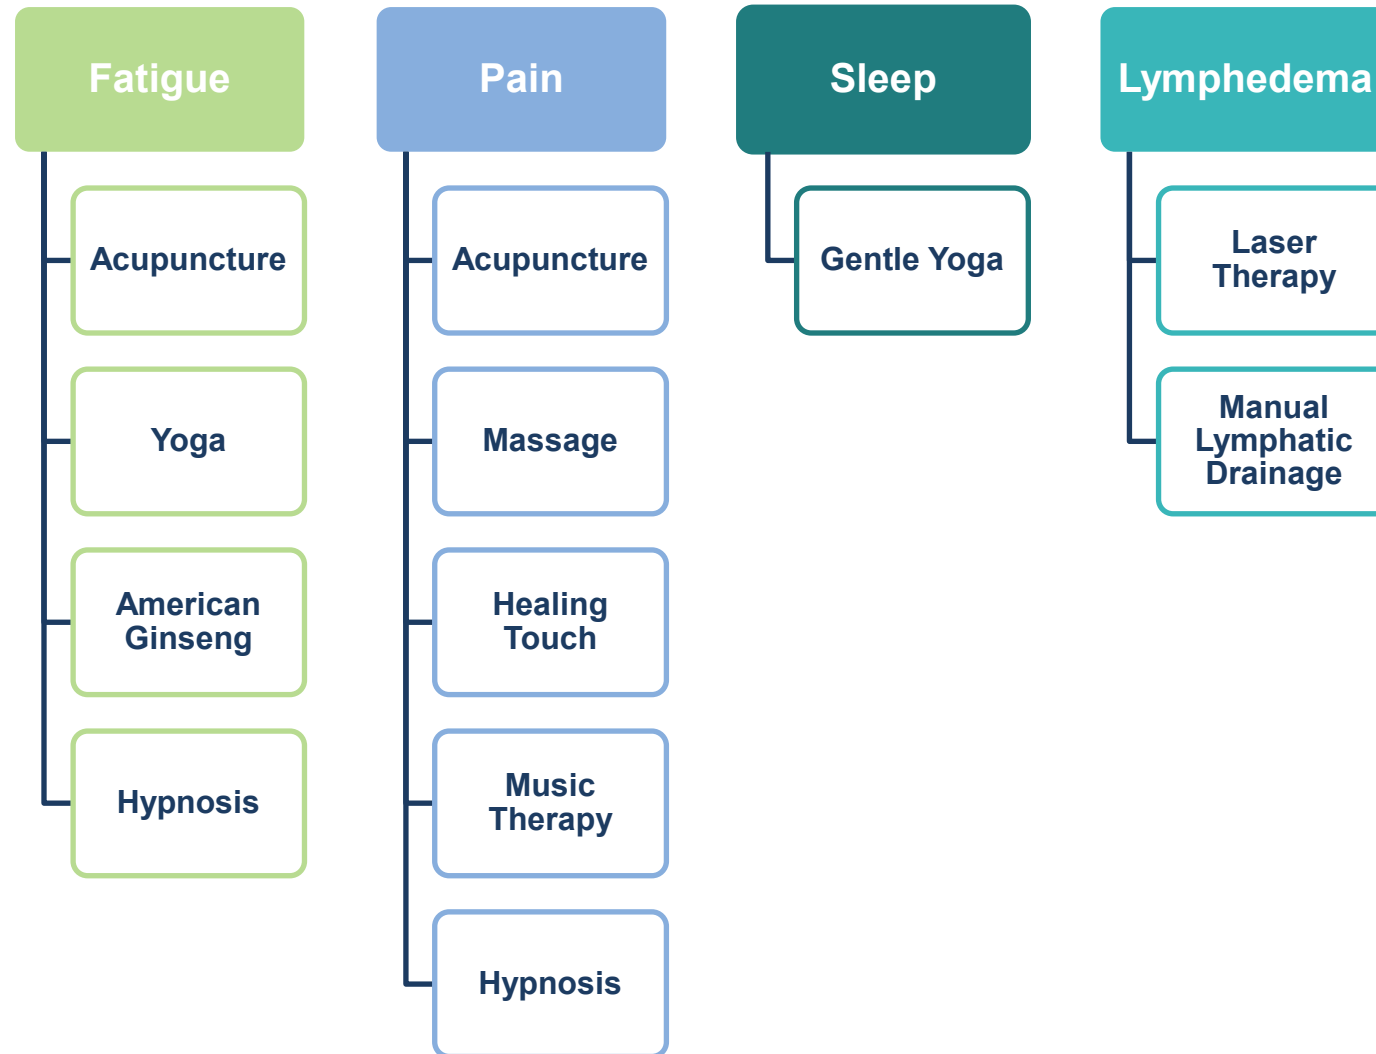 Fatigue
Acupuncture
Yoga
American
Ginseng
Hypnosis
Pain
Acupuncture
Massage
Healing
Touch
Music
Therapy
Hypnosis
Sleep
Gentle Yoga
Lymphedema
Laser
Therapy
Manual
Lymphatic
Drainage